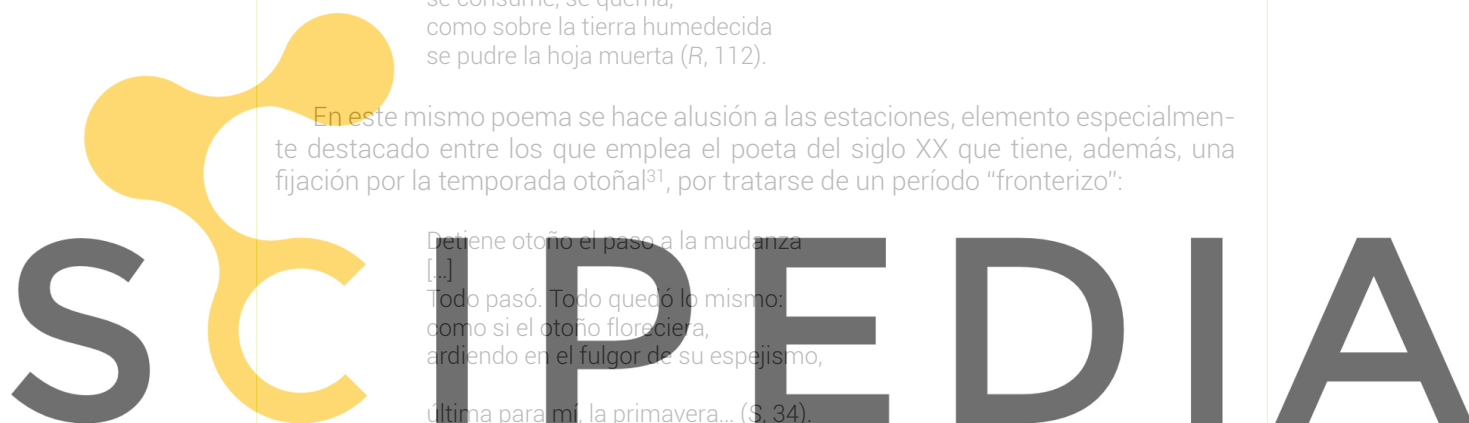 se consume, se quema,
como sobre la tierra humedecida
se pudre la hoja muerta (R, 112).
En este mismo poema se hace alusión a las estaciones, elemento especialmen-
te destacado entre los que emplea el poeta del siglo XX que tiene, además, una
fijación por la temporada otoñal31, por tratarse de un período “fronterizo”:
Detiene otoño el paso a la mudanza
[...]
Todo pasó. Todo quedó lo mismo:
como si el otoño floreciera,
ardiendo en el fulgor de su espejismo,
última para mí, la primavera... (S, 34).
SCIPEDIA